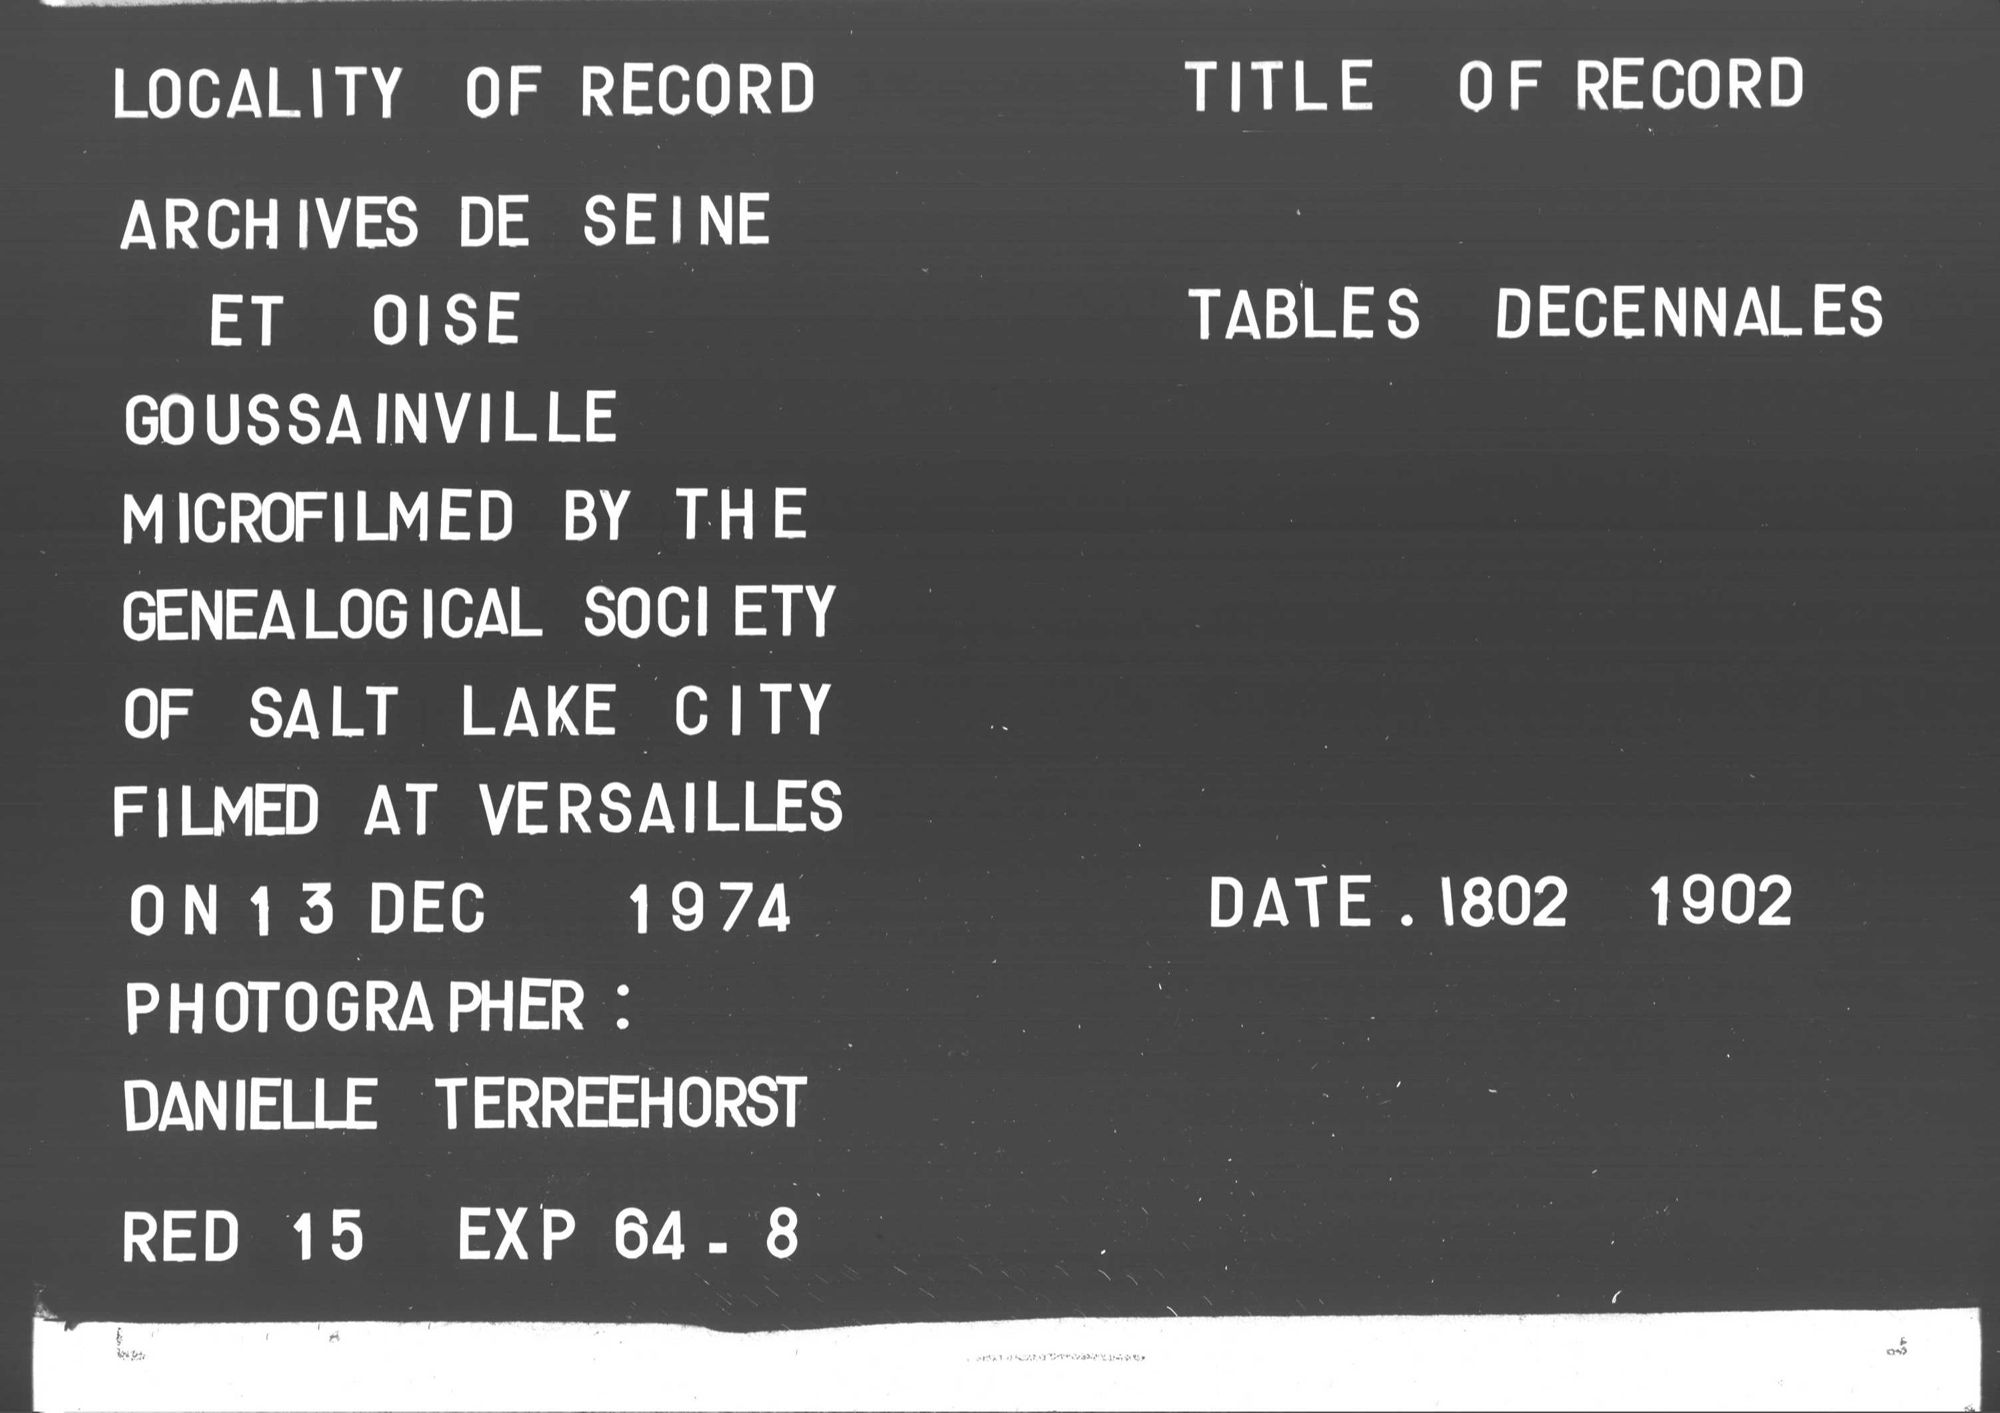 LOCALITY OF RECORD
ARCHIVES DE SEINE
ET OISE
GOUSSAINVILLE
MICROFILMED BY THE
GENEALOGICAL SOCIETY
OF SALT LAKE CITY
FILMED AT VERSAILLES
ON 13 DEC 1974
PHOTOGRAPHER :
DANIELLE TERREEHORST
RED 15 EXP 64 - 8
TITLE OF RECORD
TABLES DECENNALES
DATE . 1802 1902